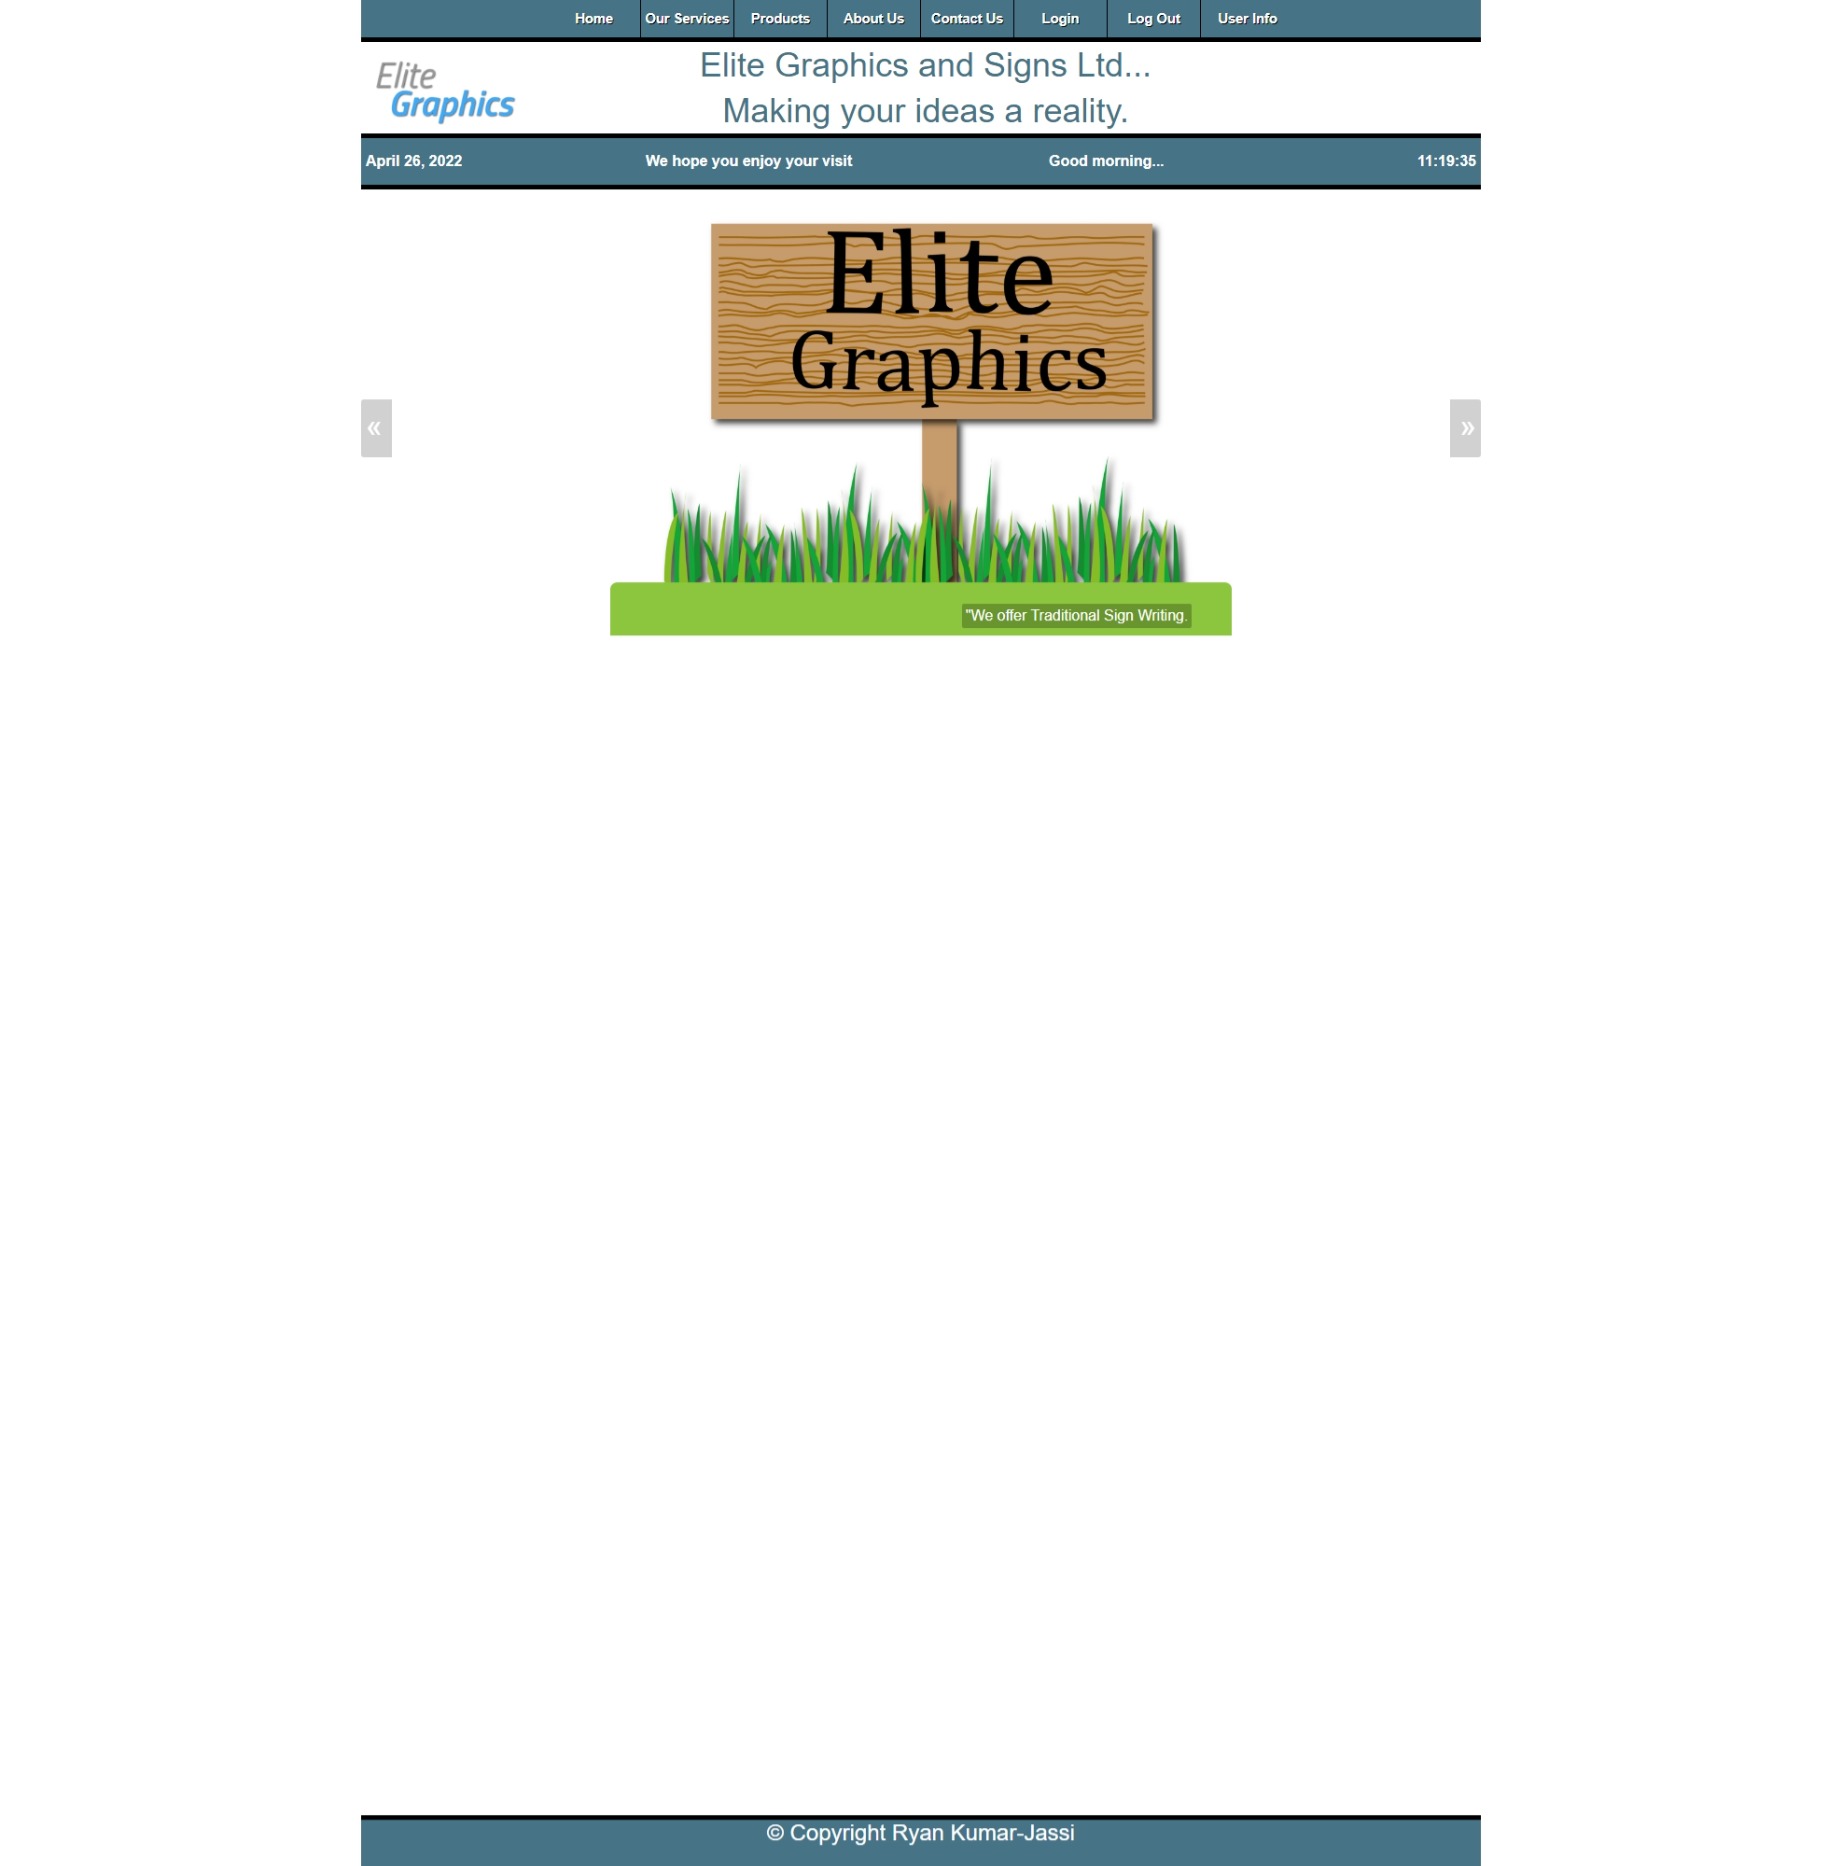 Home Our Services Products About Us Contact Us Login Log Out User Info
Elite
Graphics
Elite Graphics and Signs Ltd...
Making your ideas a reality.
April 26, 2022 We hope you enjoy your visit Good morning... 11:19:35
Elite
Graphics
« »
"We offer Traditional Sign Writing.
© Copyright Ryan Kumar-Jassi